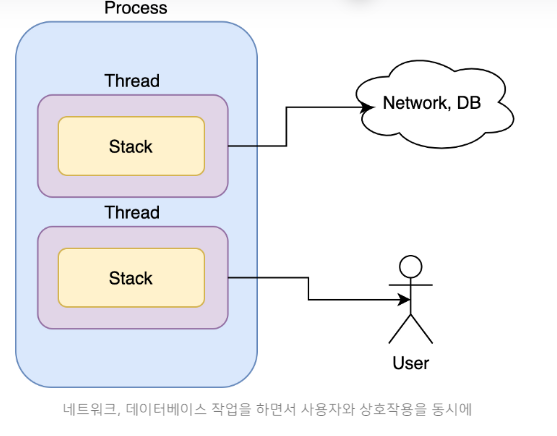 Process
Thread
Stack
Network, DB
Thread
Stack
User
네트워크, 데이터베이스 작업을 하면서 사용자와 상호작용을 동시에